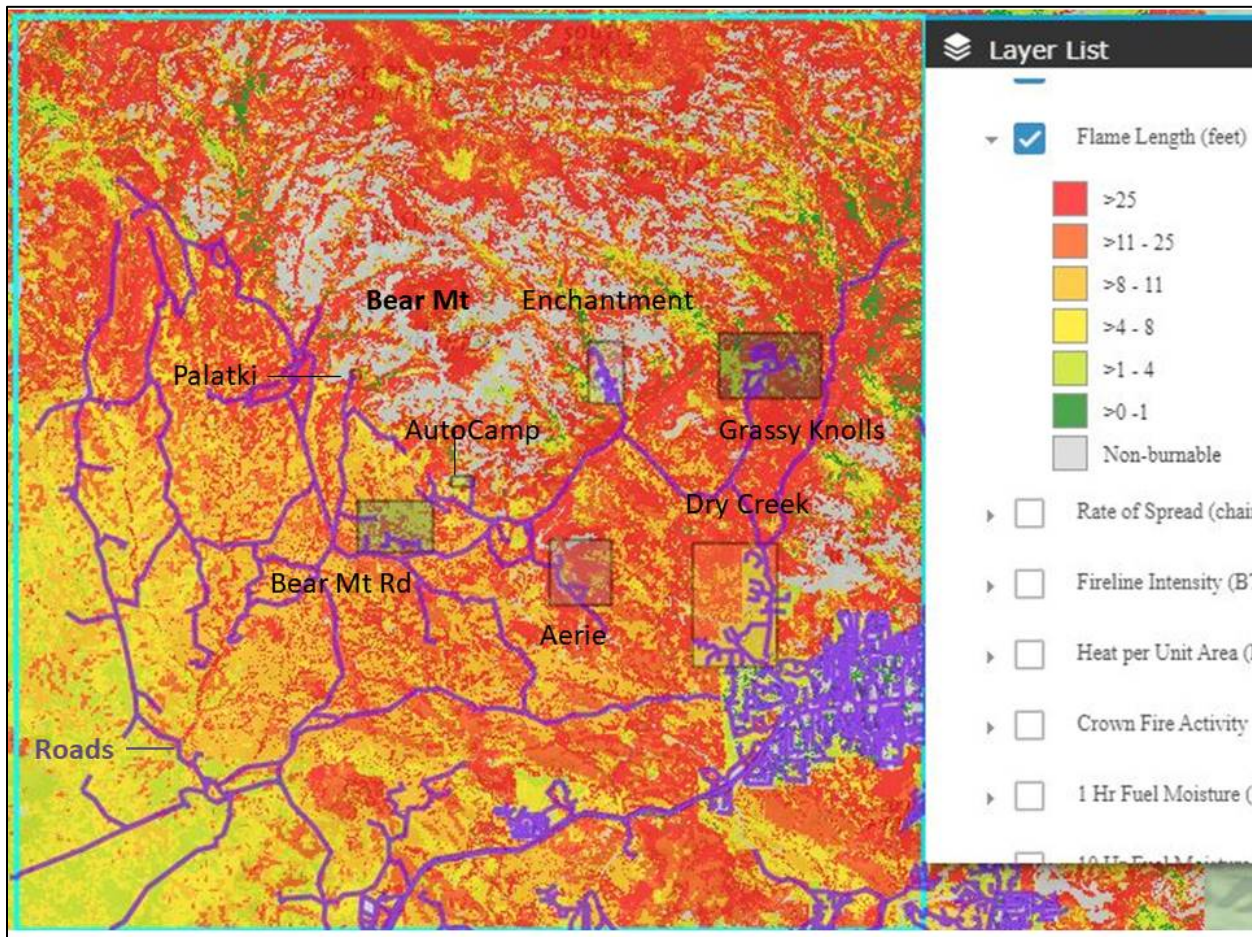 Layer List
Flame Length (feet)
>25
>11 - 25
>8 - 11
>4 - 8
>1 - 4
>0 -1
Non-burnable
Rate of Spread (chai
Fireline Intensity (B
Heat per Unit Area (
Crown Fire Activity
1 Hr Fuel Moisture (
Bear Mt
Enchantment
Palatki
AutoCamp
Grassy Knolls
Dry Creek
Bear Mt Rd
Aerie
Roads